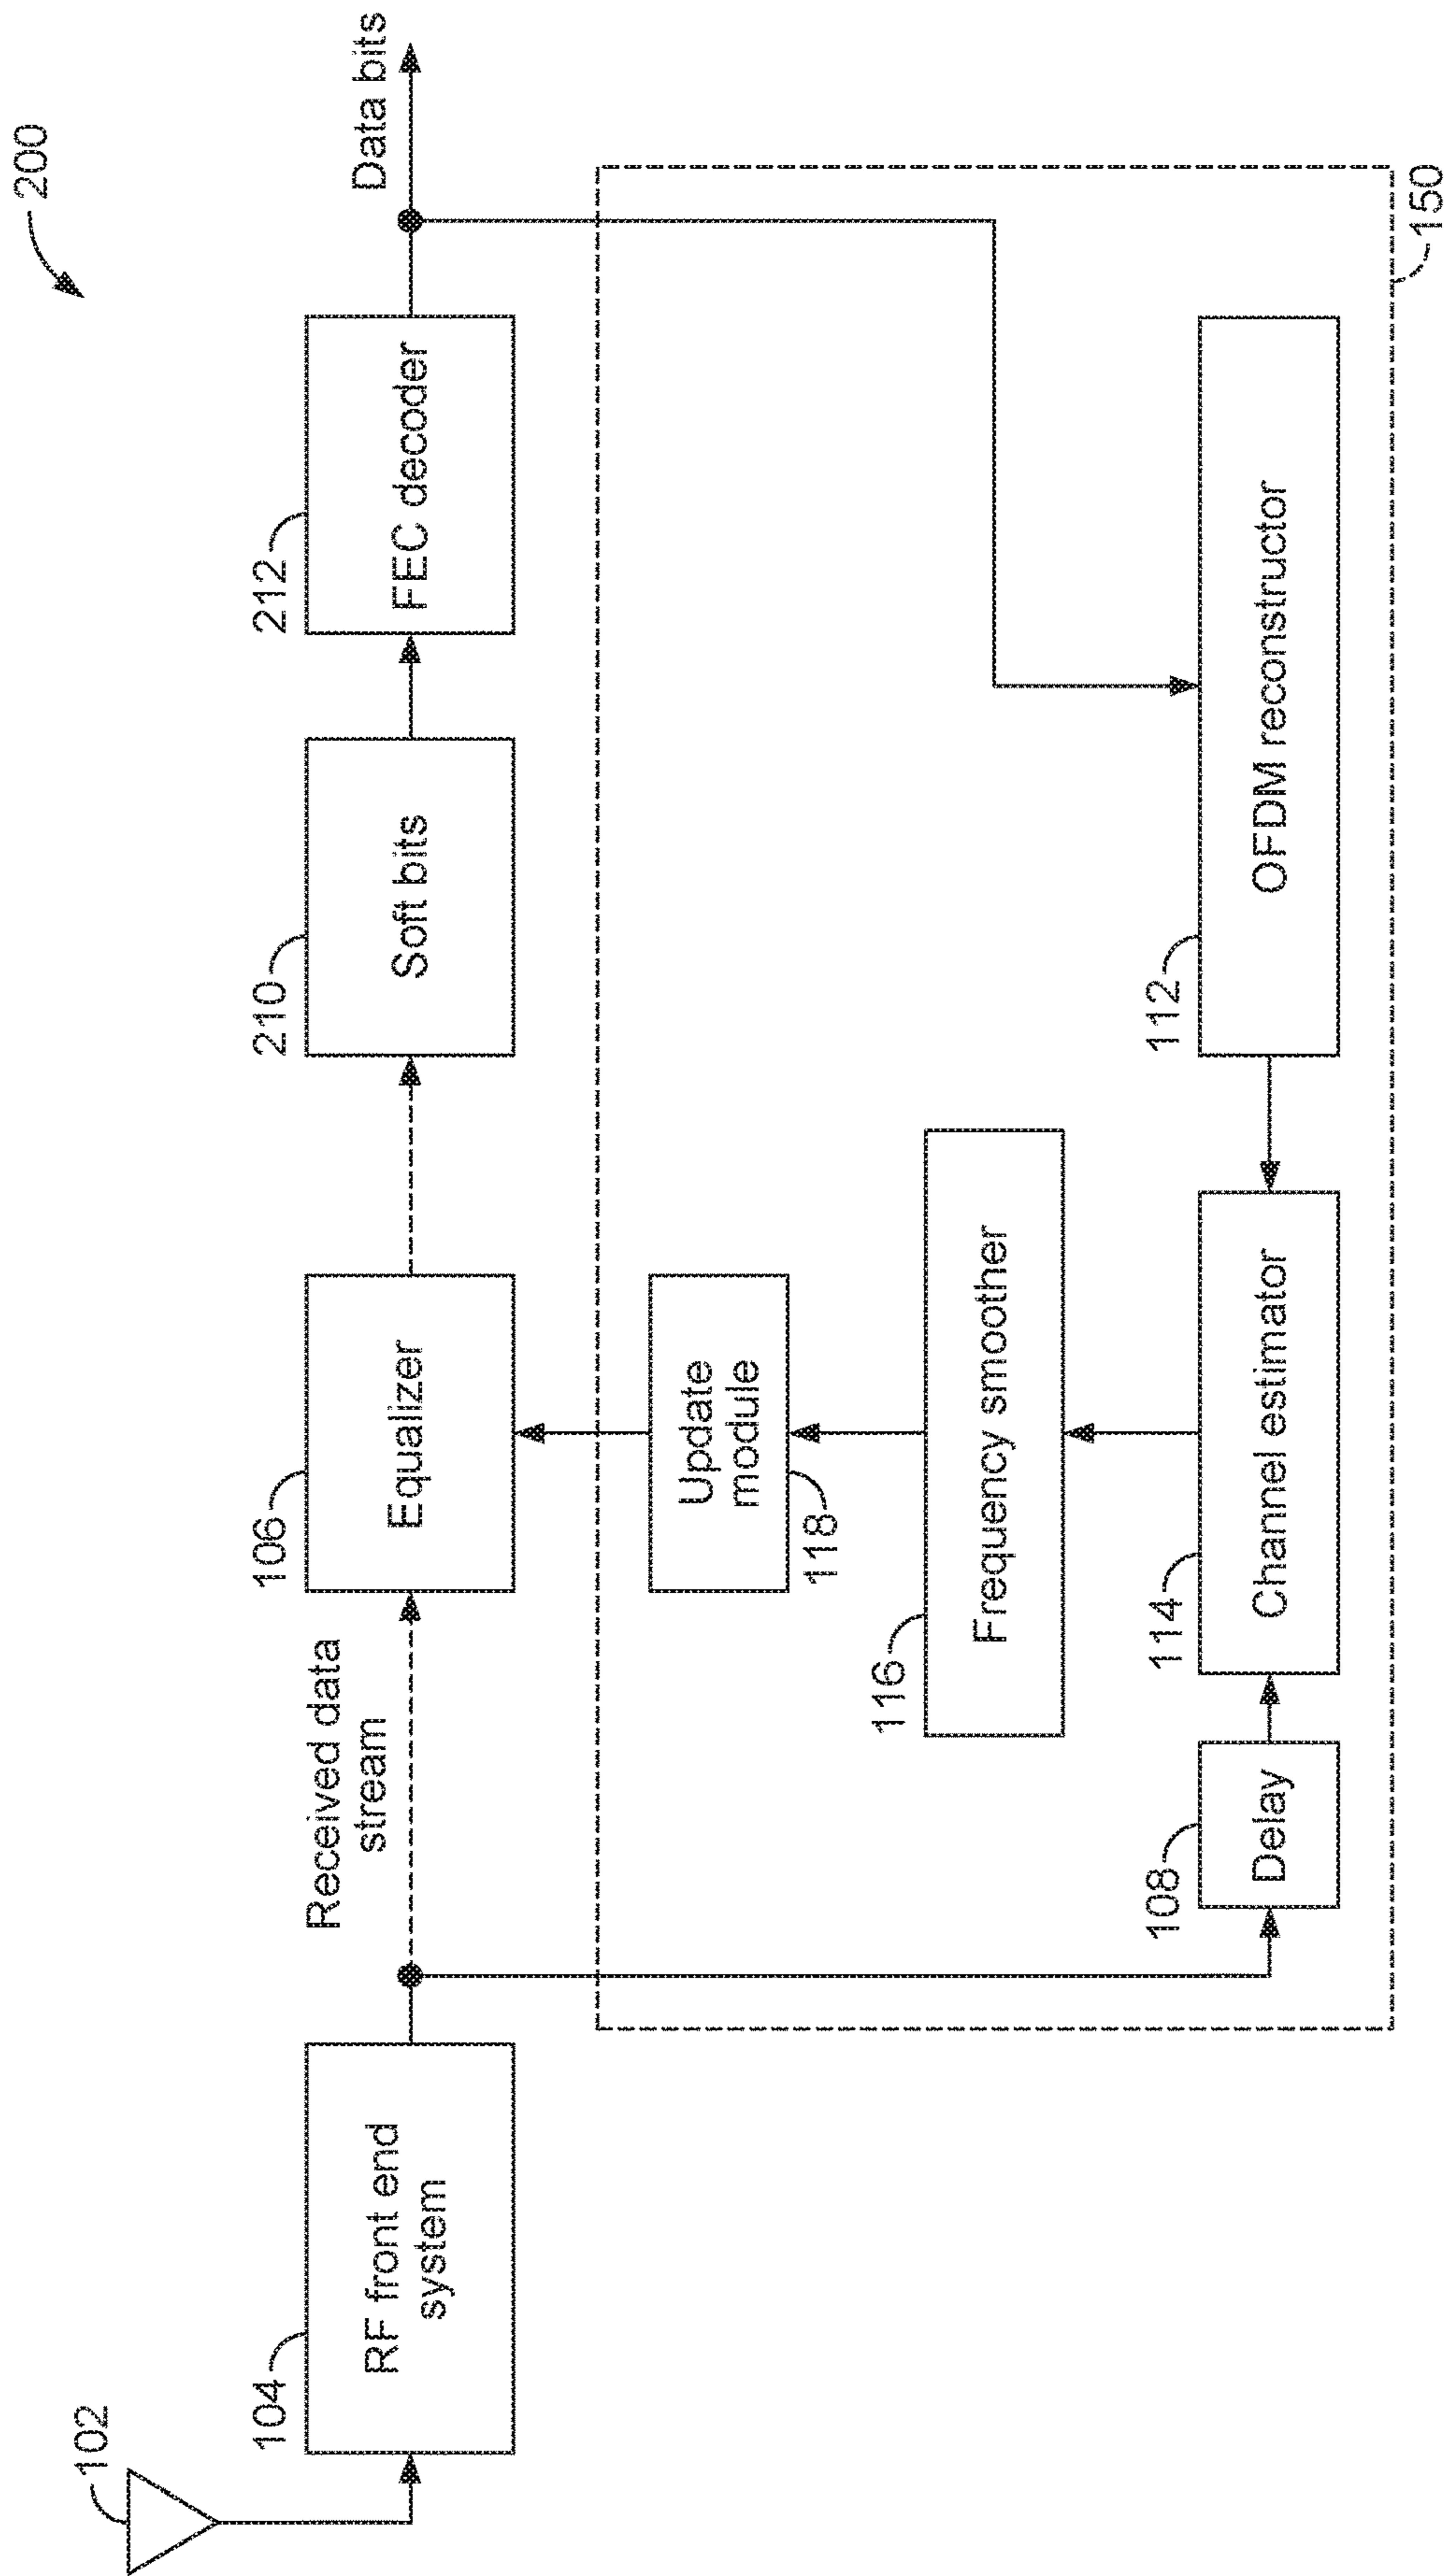 200
102
104
RF front end
system
Received data
stream
106
Equalizer
210
Soft bits
212
FEC decoder
Data bits
Update
module
118
116
Frequency smoother
108
Delay
114
Channel estimator
112
OFDM reconstructor
150